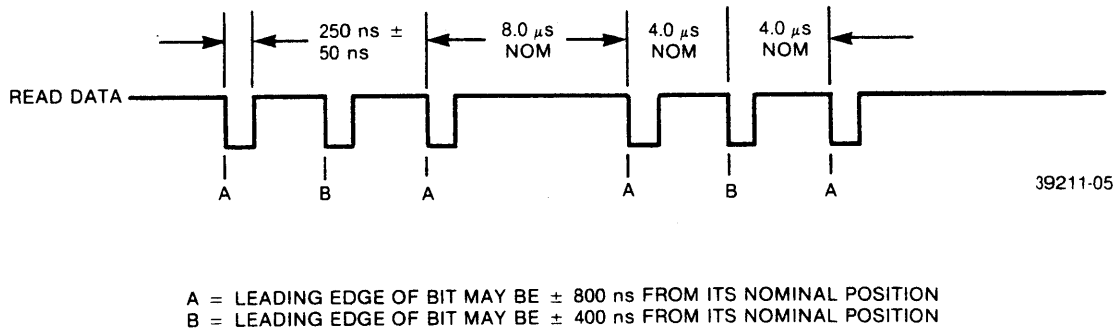 250 ns ± 50 ns
8.0 µs NOM
4.0 µs NOM
4.0 µs NOM
READ DATA
A
B
A
A
B
A
39211-05
A = LEADING EDGE OF BIT MAY BE ± 800 ns FROM ITS NOMINAL POSITION
B = LEADING EDGE OF BIT MAY BE ± 400 ns FROM ITS NOMINAL POSITION